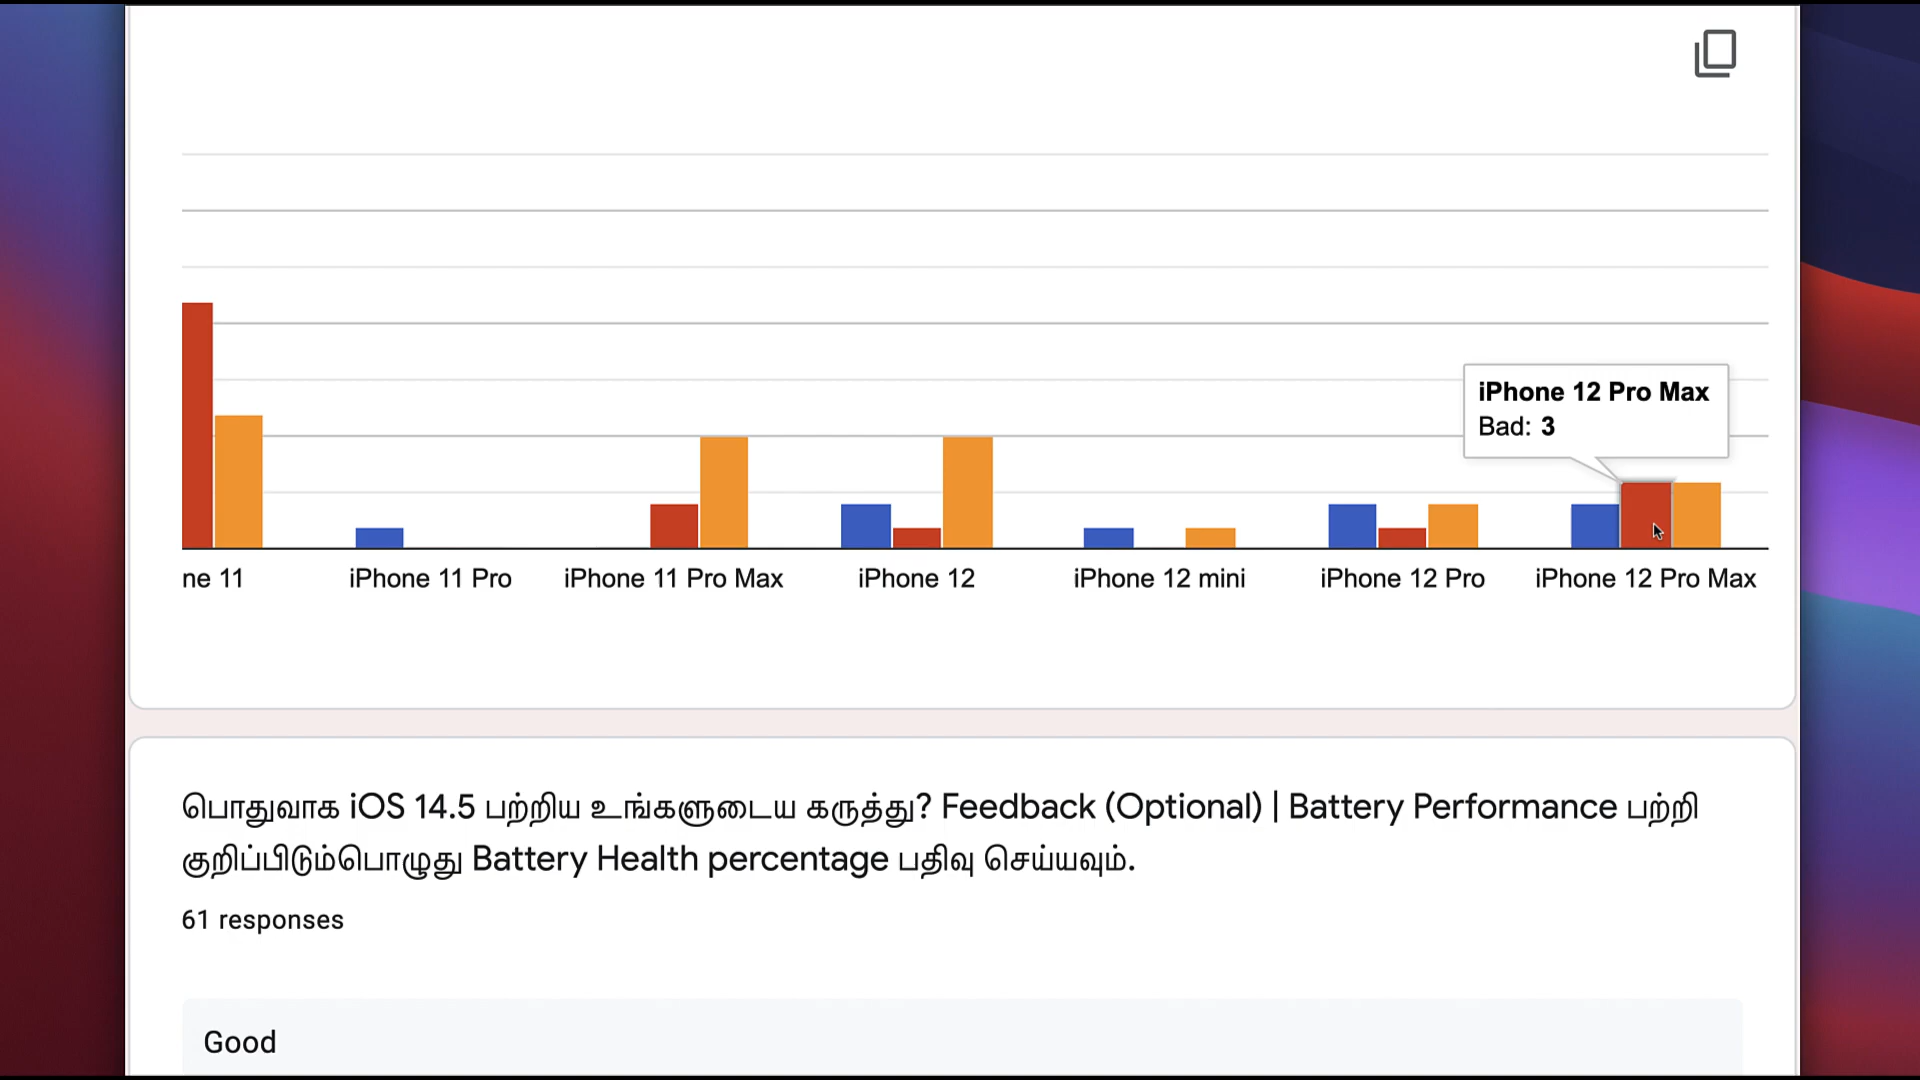 iPhone 12 Pro Max
Bad: 3
ne 11 iPhone 11 Pro iPhone 11 Pro Max iPhone 12 iPhone 12 mini iPhone 12 Pro iPhone 12 Pro Max
பொதுவாக iOS 14.5 பற்றிய உங்களுடைய கருத்து? Feedback (Optional) | Battery Performance பற்றி
குறிப்பிடும்பொழுது Battery Health percentage பதிவு செய்யவும்.
61 responses
Good